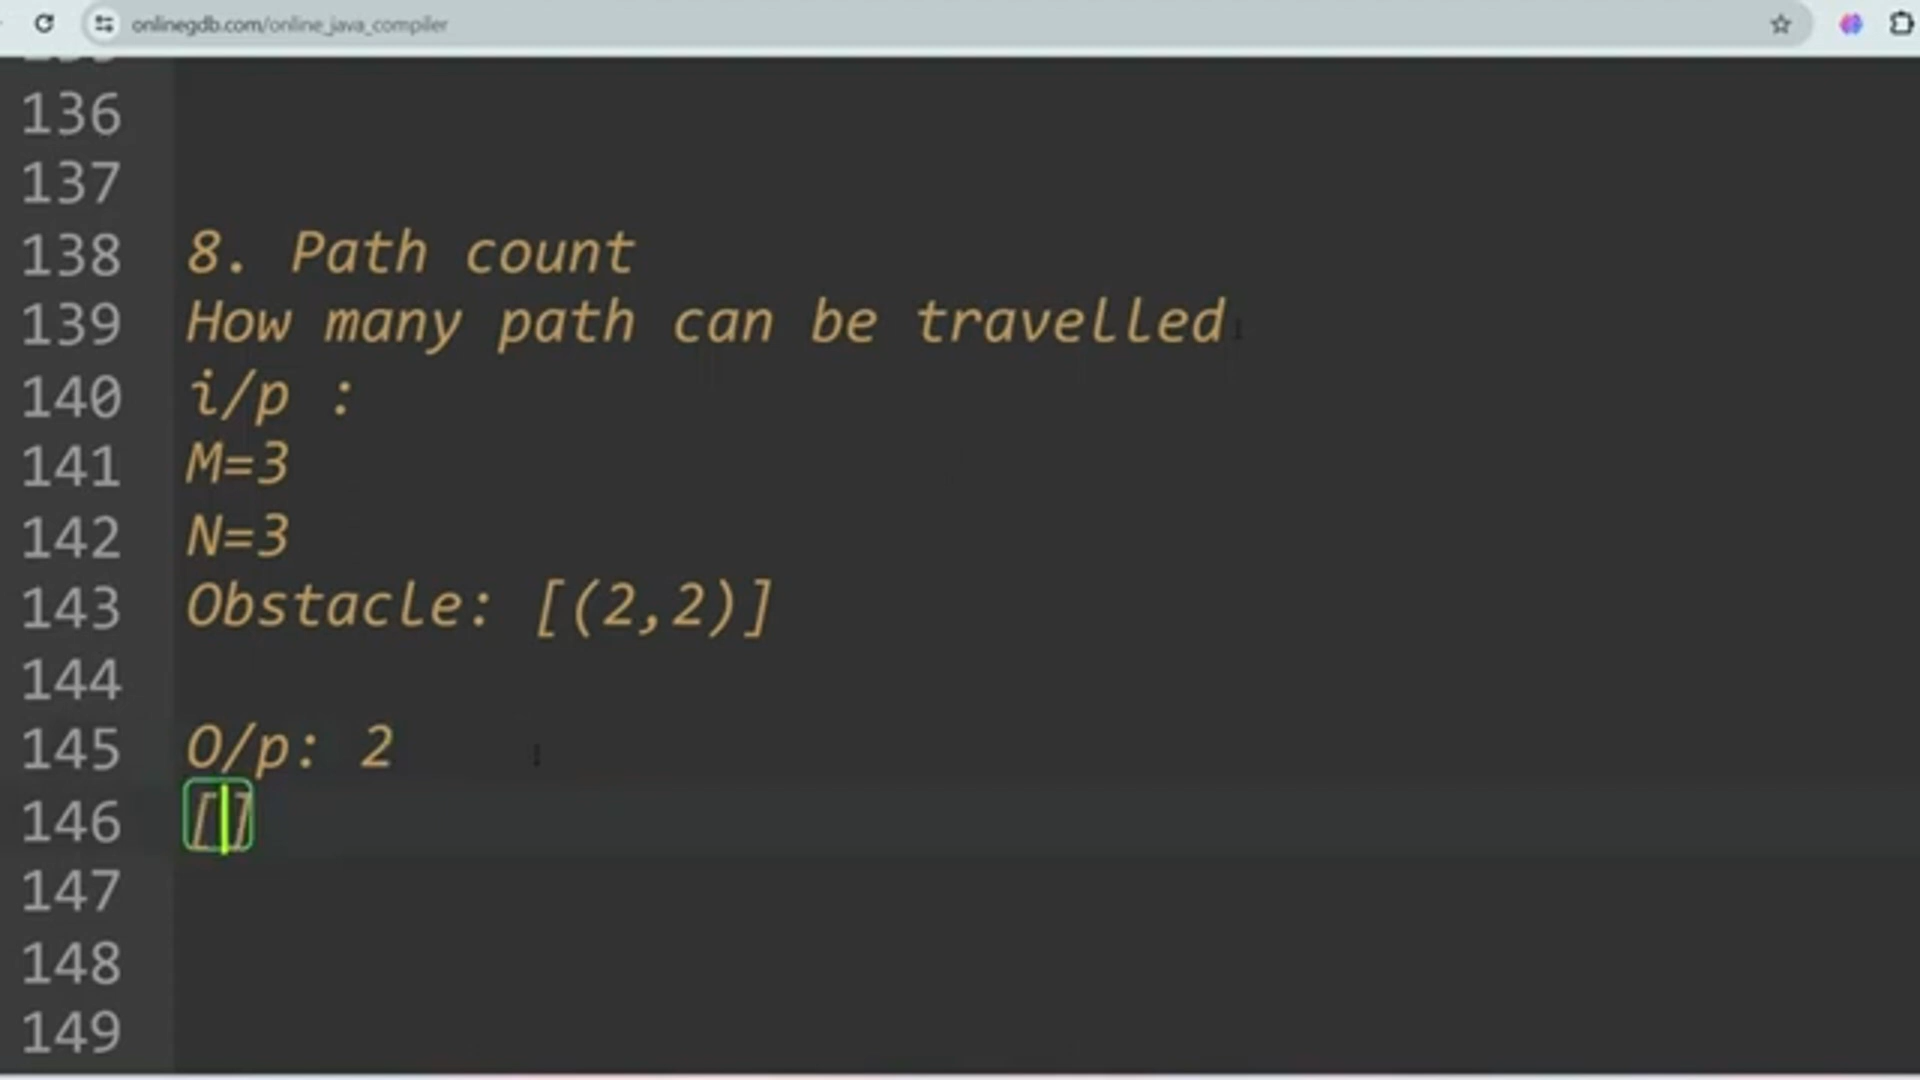 onlinegdb.com/online_java_compiler
136
137
138 8. Path count
139 How many path can be travelled
140 i/p :
141 M=3
142 N=3
143 Obstacle: [(2,2)]
144
145 O/p: 2
146 []
147
148
149